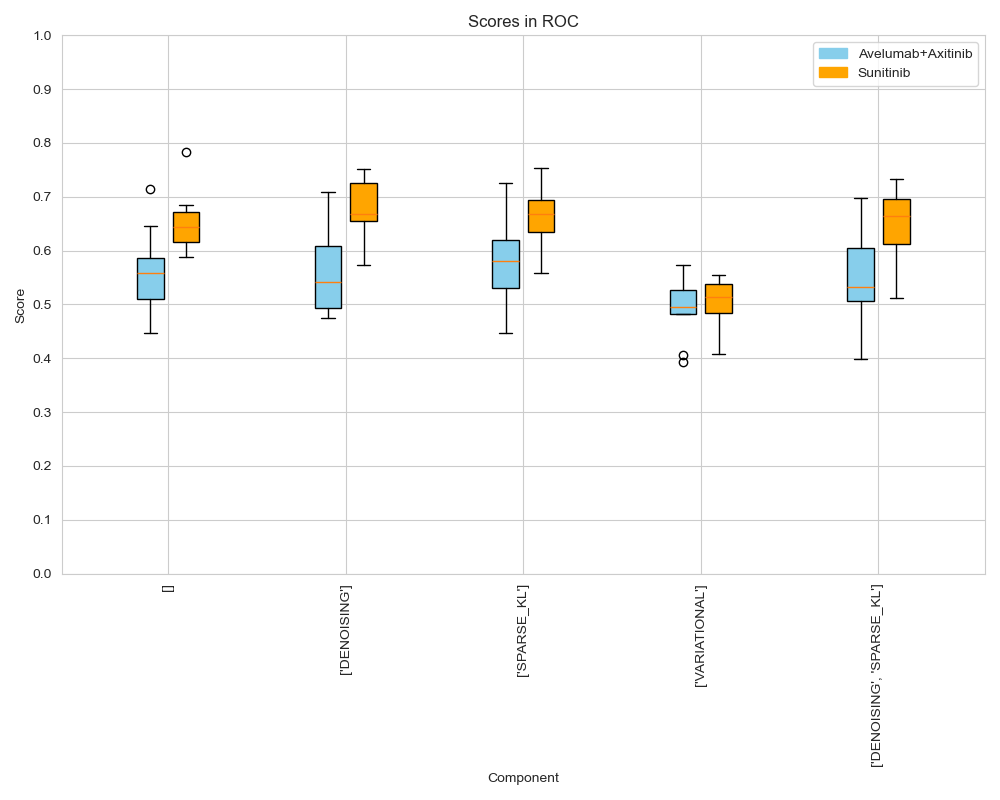 Scores in ROC
Avelumab+Axitinib
Sunitinib
1.0
0.9
0.8
0.7
0.6
0.5
0.4
0.3
0.2
0.1
0.0
Score
[]
['DENOISING']
['SPARSE_KL']
['VARIATIONAL']
['DENOISING', 'SPARSE_KL']
Component